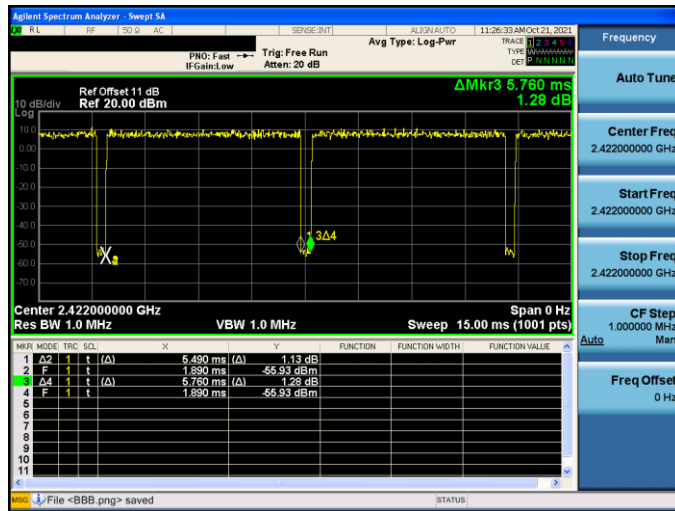 Agilent Spectrum Analyzer - Swept SA
RL RF 50 Ω AC SENSE:INT ALIGN AUTO 11:26:33 AM Oct 21, 2021
Avg Type: Log-Pwr TRACE 1 2 3 4 5 6
PNO: Fast Trig: Free Run TYPE
IFGain:Low Atten: 20 dB DET P N N N N N
Ref Offset 11 dB ΔMkr3 5.760 ms
10 dB/div Ref 20.00 dBm 1.28 dB
Log
10.0
0.00
-10.0
-20.0
-30.0
-40.0
-50.0
-60.0
-70.0
3Δ4
Center 2.422000000 GHz Span 0 Hz
Res BW 1.0 MHz VBW 1.0 MHz Sweep 15.00 ms (1001 pts)
MKR MODE TRC SCL X Y FUNCTION FUNCTION WIDTH FUNCTION VALUE
1 Δ2 1 t (Δ) 5.490 ms (Δ) 1.13 dB
2 F 1 t 1.890 ms -55.93 dBm
3 Δ4 1 t (Δ) 5.760 ms (Δ) 1.28 dB
4 F 1 t 1.890 ms -55.93 dBm
5
6
7
8
9
10
11
MSG File <BBB.png> saved STATUS
Frequency
Auto Tune
Center Freq
2.422000000 GHz
Start Freq
2.422000000 GHz
Stop Freq
2.422000000 GHz
CF Step
1.000000 MHz
Auto Man
Freq Offset
0 Hz